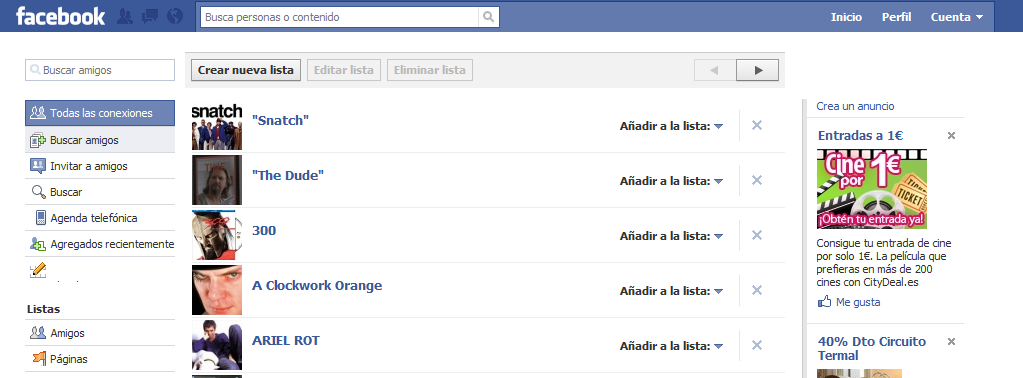 facebook
Busca personas o contenido
Inicio
Perfil
Cuenta
Buscar amigos
Crear nueva lista
Editar lista
Eliminar lista
Todas las conexiones
Buscar amigos
Invitar a amigos
Buscar
Agenda telefónica
Agregados recientemente
Listas
Amigos
Páginas
snatch
"Snatch"
Añadir a la lista:
"The Dude"
Añadir a la lista:
300
Añadir a la lista:
A Clockwork Orange
Añadir a la lista:
ARIEL ROT
Añadir a la lista:
Crea un anuncio
Entradas a 1€
Cine
por 1€
TICKET
¡Obtén tu entrada ya!
Consigue tu entrada de cine
por solo 1€. La película que
prefieras en más de 200
cines con CityDeal.es
Me gusta
40% Dto Circuito
Termal